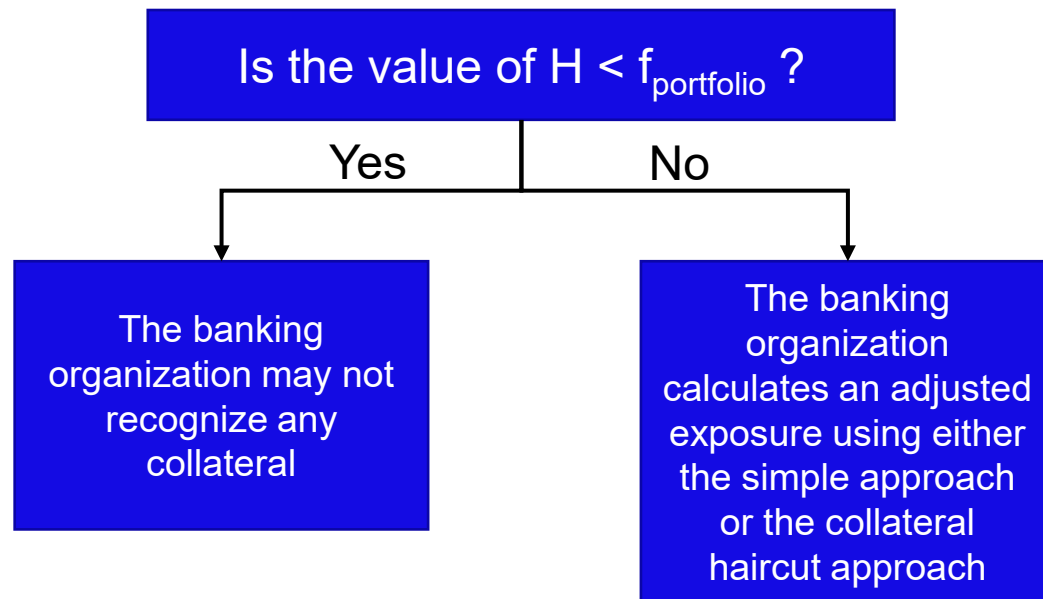 Is the value of H < fportfolio ?
Yes
No
The banking
organization may not
recognize any
collateral
The banking
organization
calculates an adjusted
exposure using either
the simple approach
or the collateral
haircut approach